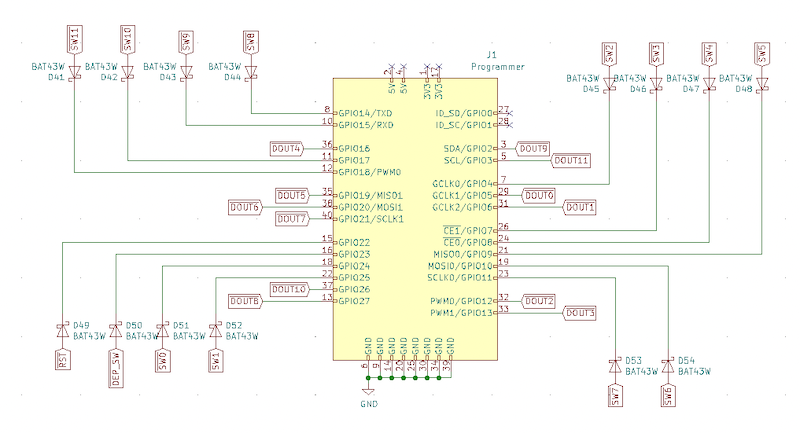 SW11
SW10
SW9
SW8
SW2
SW3
SW4
SW5
J1
Programmer
BAT43W
D41
BAT43W
D42
BAT43W
D43
BAT43W
D44
BAT43W
D45
BAT43W
D46
BAT43W
D47
BAT43W
D48
2
4
1
17
5V
5V
3V3
3V3
8
GPIO14/TXD
ID_SD/GPIO0
27
10
GPIO15/RXD
ID_SC/GPIO1
28
DOUT4
36
GPIO16
SDA/GPIO2
3
DOUT9
11
GPIO17
SCL/GPIO3
5
DOUT11
12
GPIO18/PWM0
GCLK0/GPIO4
7
DOUT5
35
GPIO19/MISO1
GCLK1/GPIO5
29
DOUT0
DOUT6
38
GPIO20/MOSI1
GCLK2/GPIO6
31
DOUT1
DOUT7
40
GPIO21/SCLK1
CE1/GPIO7
26
15
GPIO22
CE0/GPIO8
24
16
GPIO23
MISO0/GPIO9
21
18
GPIO24
MOSI0/GPIO10
19
22
GPIO25
SCLK0/GPIO11
23
DOUT10
37
GPIO26
DOUT8
13
GPIO27
PWM0/GPIO12
32
DOUT2
PWM1/GPIO13
33
DOUT3
D49
BAT43W
D50
BAT43W
D51
BAT43W
D52
BAT43W
RST
DEP_SW
SW0
SW1
GND
GND
GND
GND
GND
GND
GND
GND
6
9
14
20
25
30
34
39
GND
D53
BAT43W
D54
BAT43W
SW7
SW6